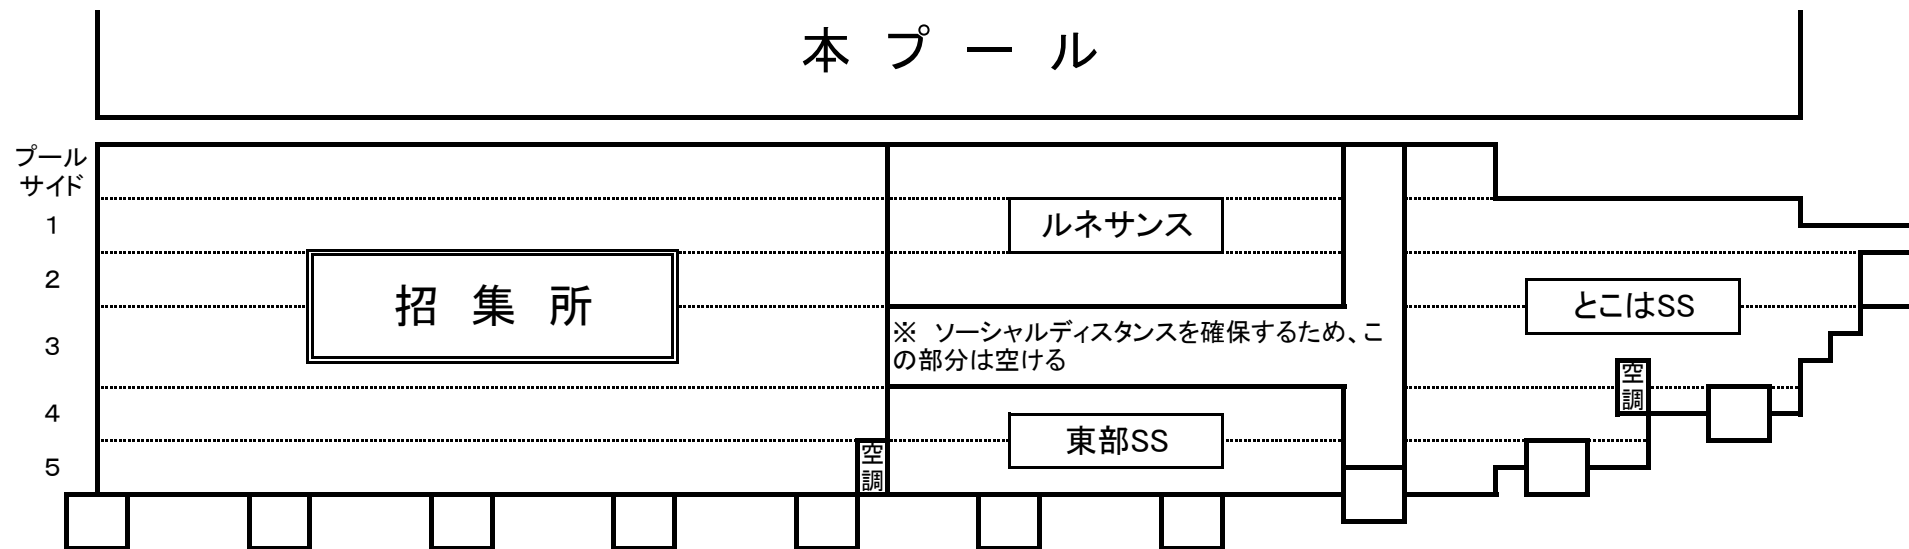 本 プ ー ル
プール
サイド
1
ルネサンス
2
招 集 所
とこはSS
3
※ ソーシャルディスタンスを確保するため、こ
の部分は空ける
空
調
4
東部SS
5
空
調